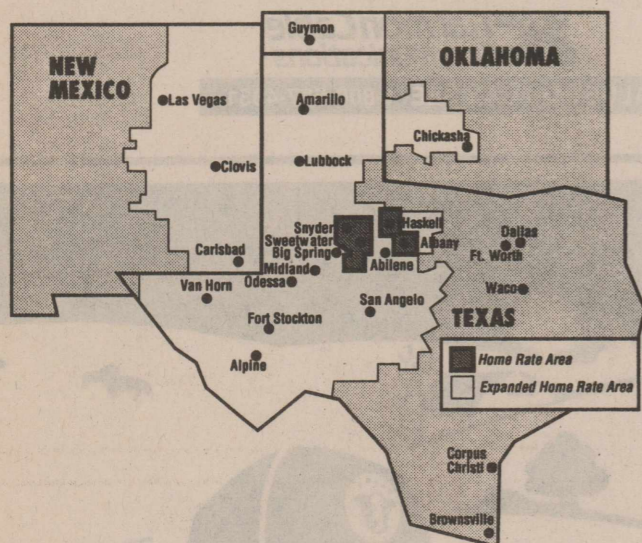 Guymon
NEW
MEXICO
OKLAHOMA
Las Vegas
Amarillo
Chickasha
Clovis
Lubbock
Snyder
Haskell
Sweetwater
Albany
Dallas
Big Spring
Abilene
Ft. Worth
Carlsbad
Midland
Odessa
Van Horn
San Angelo
Waco
Fort Stockton
TEXAS
Alpine
Home Rate Area
Expanded Home Rate Area
Corpus
Christi
Brownsville